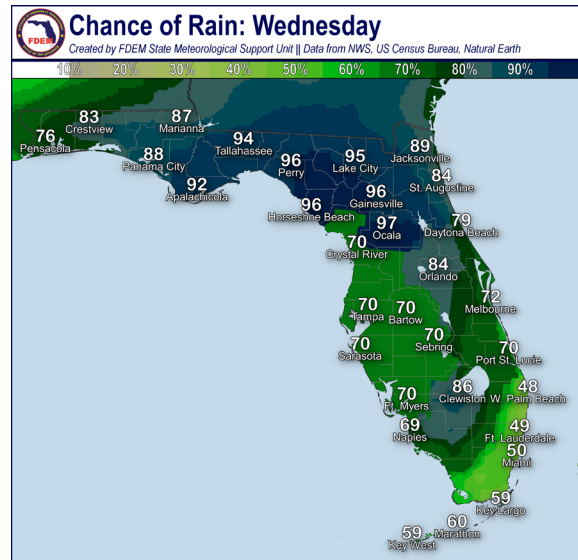 FDEM
Chance of Rain: Wednesday
Created by FDEM State Meteorological Support Unit || Data from NWS, US Census Bureau, Natural Earth
10% 20% 30% 40% 50% 60% 70% 80% 90%
76
Pensacola
83
Crestview
87
Marianna
88
Panama City
92
Apalachicola
94
Tallahassee
96
Perry
95
Lake City
89
Jacksonville
84
St. Augustine
96
Horseshoe Beach
96
Gainesville
97
Ocala
79
Daytona Beach
70
Crystal River
84
Orlando
72
Melbourne
70
Tampa
70
Bartow
70
Sebring
70
Sarasota
70
Port St. Lucie
70
Ft. Myers
86
Clewiston
48
W. Palm Beach
69
Naples
49
Ft. Lauderdale
50
Miami
59
Key Largo
60
Marathon
59
Key West